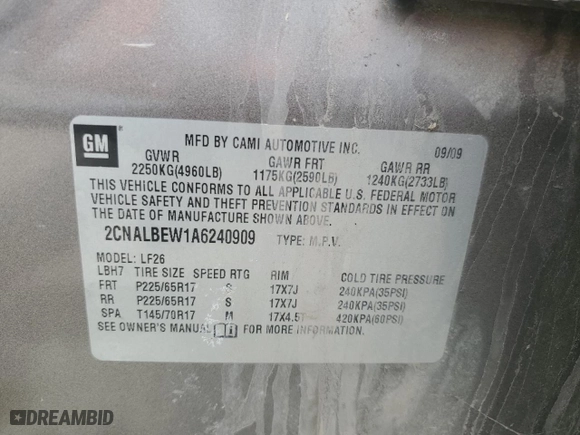 GM
MFD BY CAMI AUTOMOTIVE INC. 09/09
GVWR GAWR FRT GAWR RR
2250KG(4960LB) 1175KG(2590LB) 1240KG(2733LB)
THIS VEHICLE CONFORMS TO ALL APPLICABLE U.S. FEDERAL MOTOR
VEHICLE SAFETY AND THEFT PREVENTION STANDARDS IN EFFECT ON
THE DATE OF MANUFACTURE SHOWN ABOVE.
2CNALBEW1A6240909 TYPE: M.P.V.
MODEL: LF26
LBH7 TIRE SIZE SPEED RTG RIM COLD TIRE PRESSURE
FRT P225/65R17 S 17X7J 240KPA(35PSI)
RR P225/65R17 S 17X7J 240KPA(35PSI)
SPA T145/70R17 M 17X4.5T 420KPA(60PSI)
SEE OWNER'S MANUAL FOR MORE INFORMATION.
DREAMBID